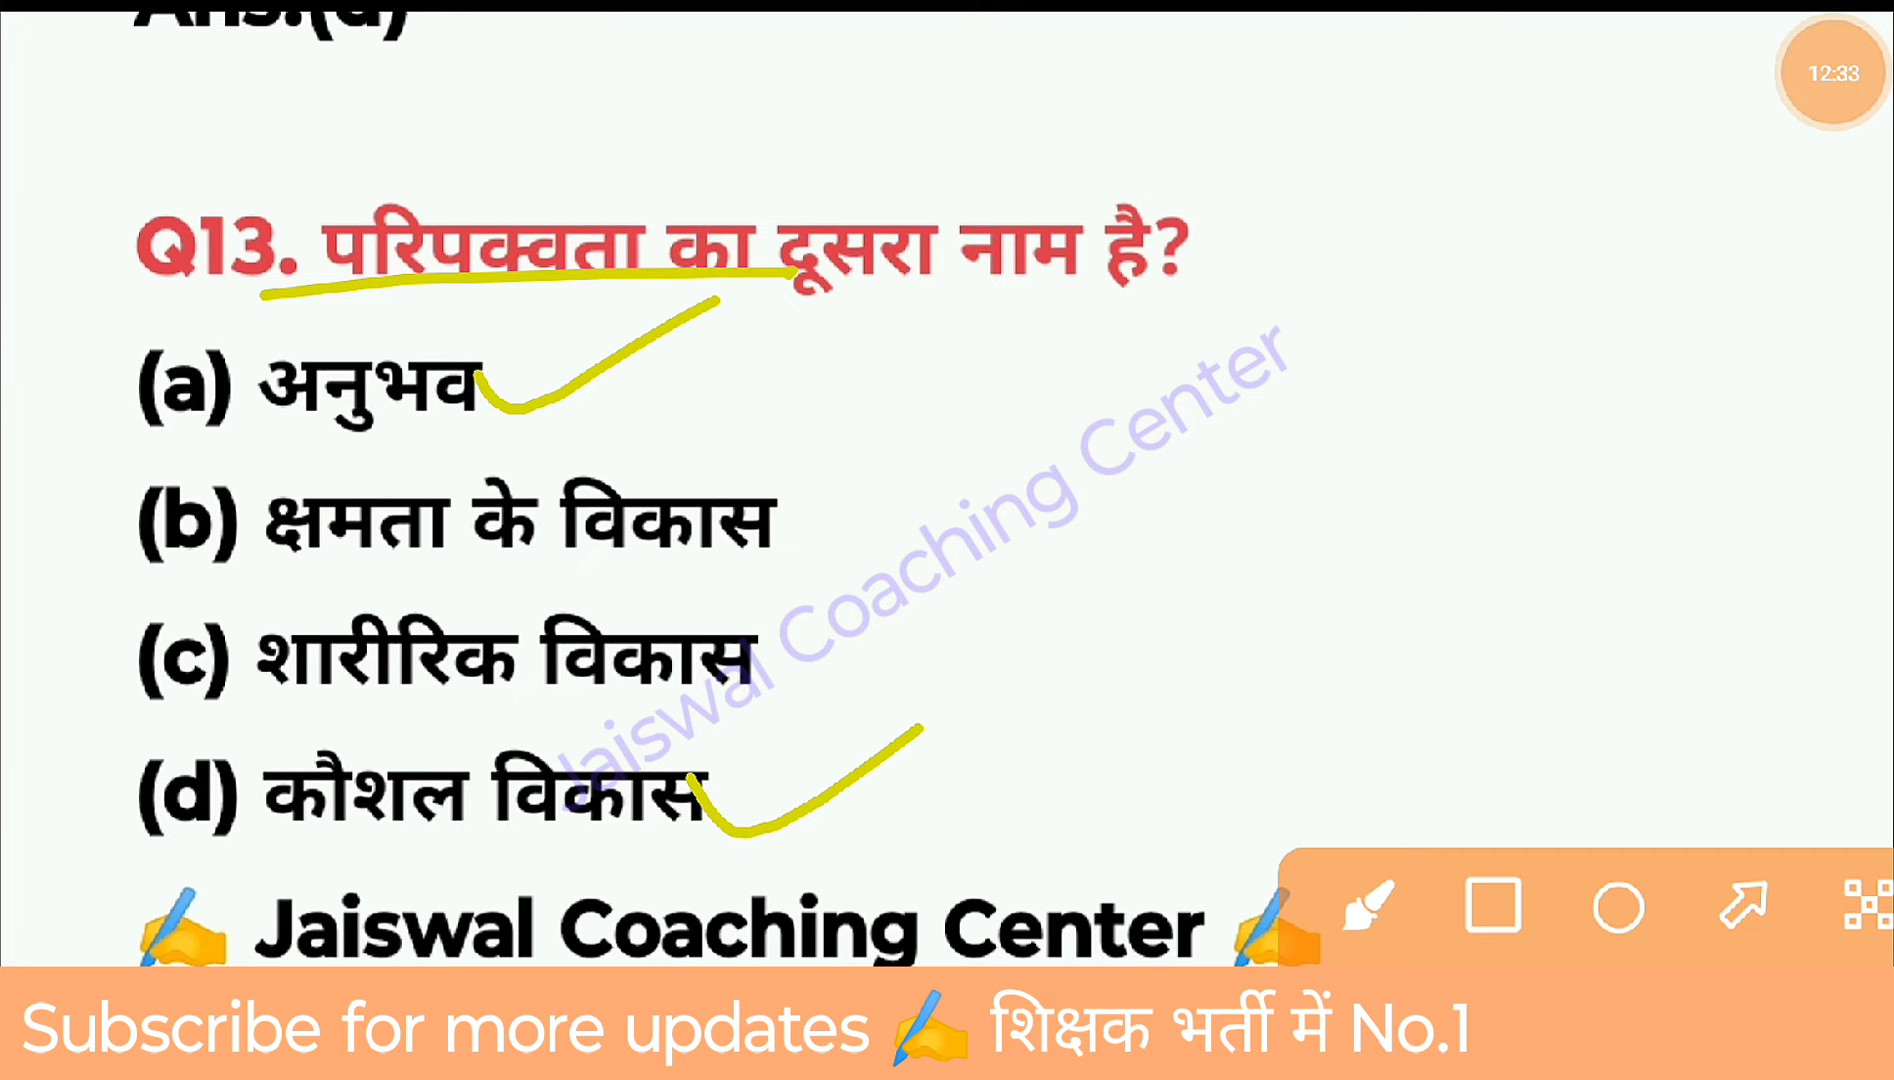 Ans.(d)
12:33
Q13. परिपक्वता का दूसरा नाम है?
(a) अनुभव
(b) क्षमता के विकास
(c) शारीरिक विकास
(d) कौशल विकास
Jaiswal Coaching Center
✍️ Jaiswal Coaching Center ✍️
Subscribe for more updates ✍️ शिक्षक भर्ती में No.1